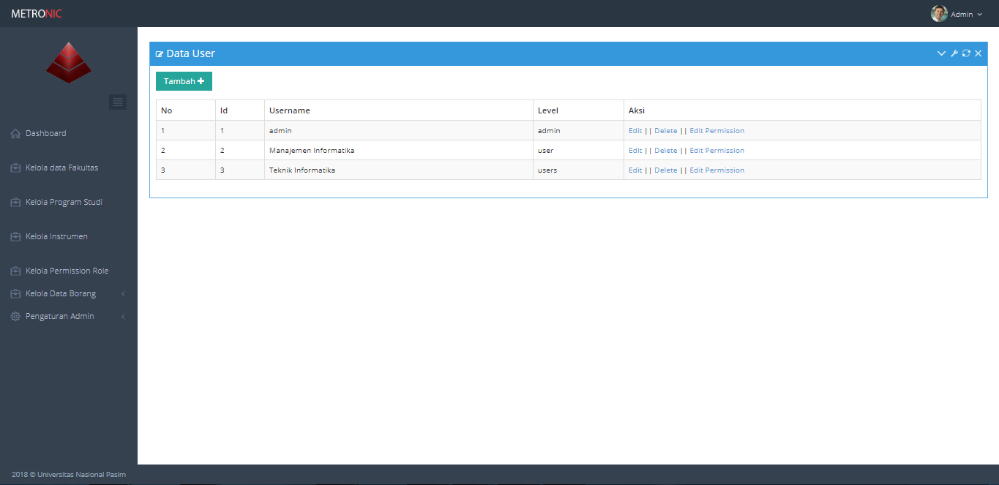 METRONIC
Admin
Data User
Tambah
No Id Username Level Aksi
1 1 admin admin Edit || Delete || Edit Permission
2 2 Manajemen Informatika user Edit || Delete || Edit Permission
3 3 Teknik Informatika users Edit || Delete || Edit Permission
Dashboard
Kelola data Fakultas
Kelola Program Studi
Kelola Instrumen
Kelola Permission Role
Kelola Data Borang
Pengaturan Admin
2018 © Universitas Nasional Pasim